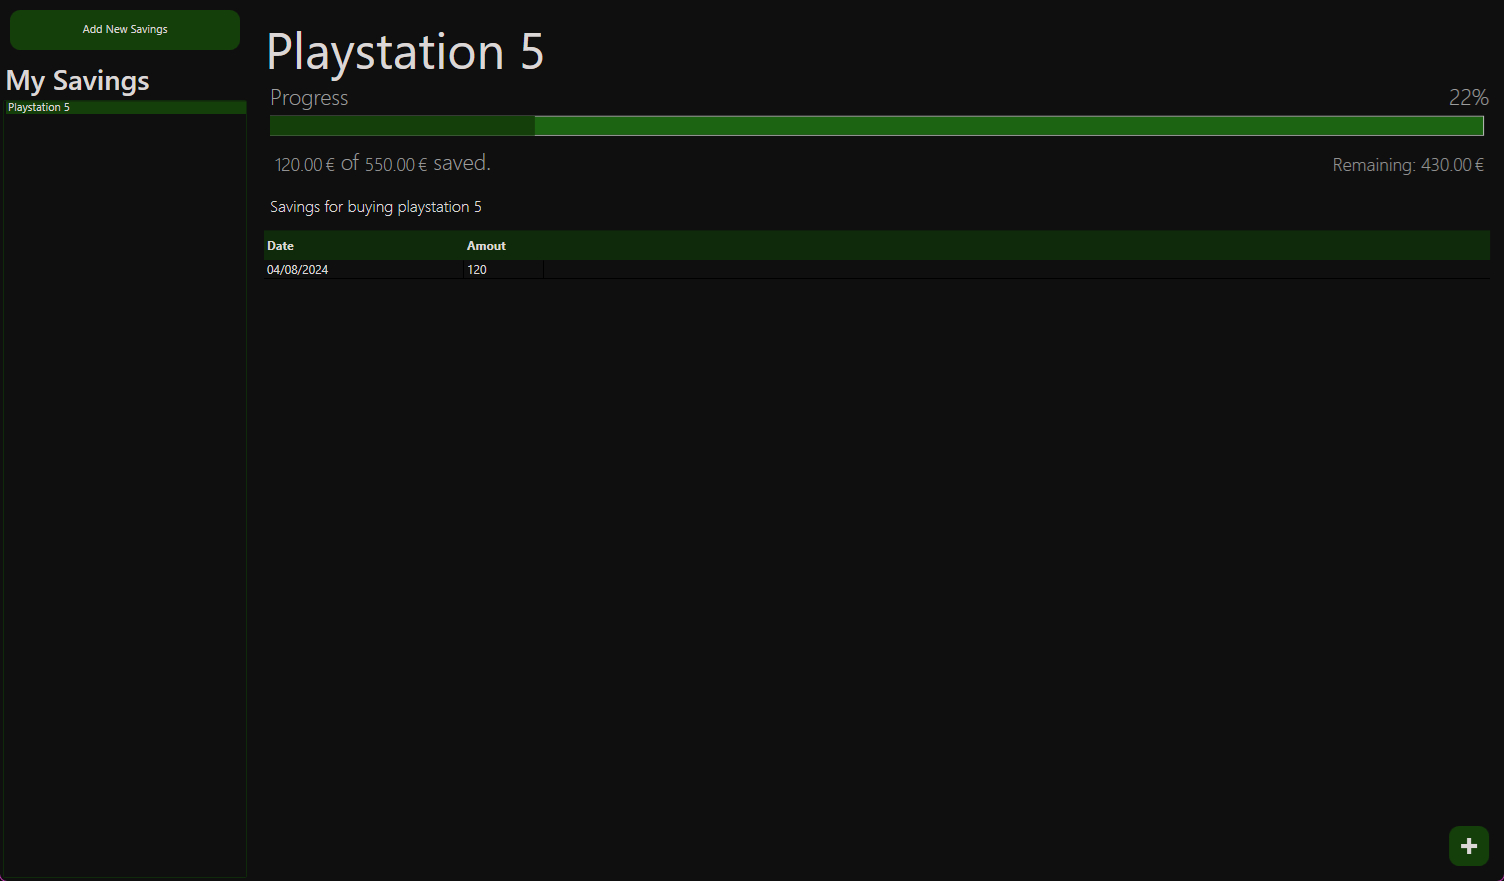 Add New Savings
My Savings
Playstation 5
Playstation 5
Progress 22%
120.00 € of 550.00 € saved. Remaining: 430.00 €
Savings for buying playstation 5
Date Amout
04/08/2024 120